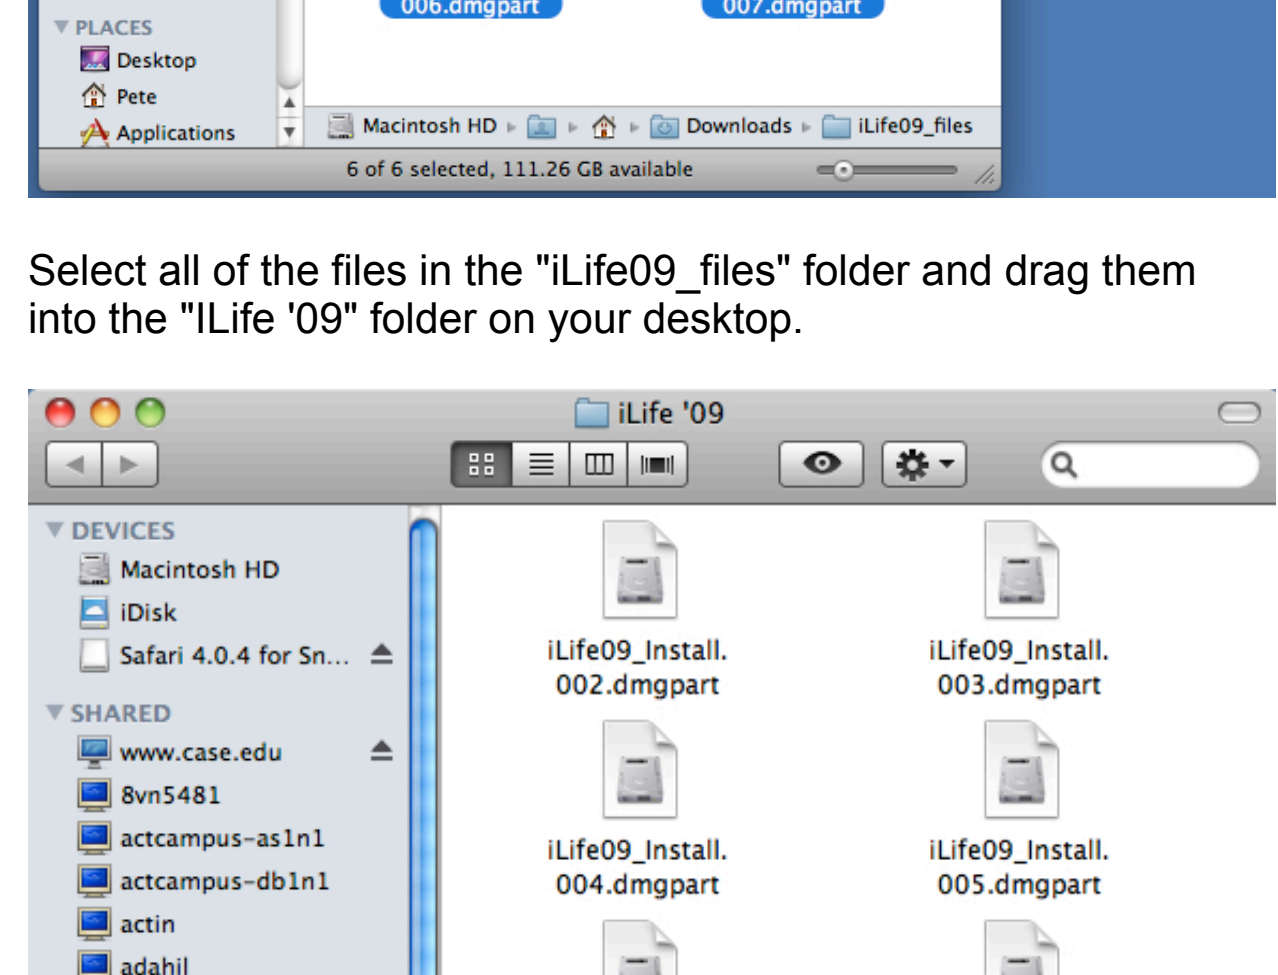 006.dmgpart 007.dmgpart
PLACES
Desktop
Pete
Applications
Macintosh HD Downloads iLife09_files
6 of 6 selected, 111.26 GB available
Select all of the files in the "iLife09_files" folder and drag them
into the "ILife '09" folder on your desktop.
iLife '09
DEVICES
Macintosh HD
iDisk
Safari 4.0.4 for Sn...
SHARED
www.case.edu
8vn5481
actcampus-as1n1
actcampus-db1n1
actin
adahil
iLife09_Install. iLife09_Install.
002.dmgpart 003.dmgpart
iLife09_Install. iLife09_Install.
004.dmgpart 005.dmgpart